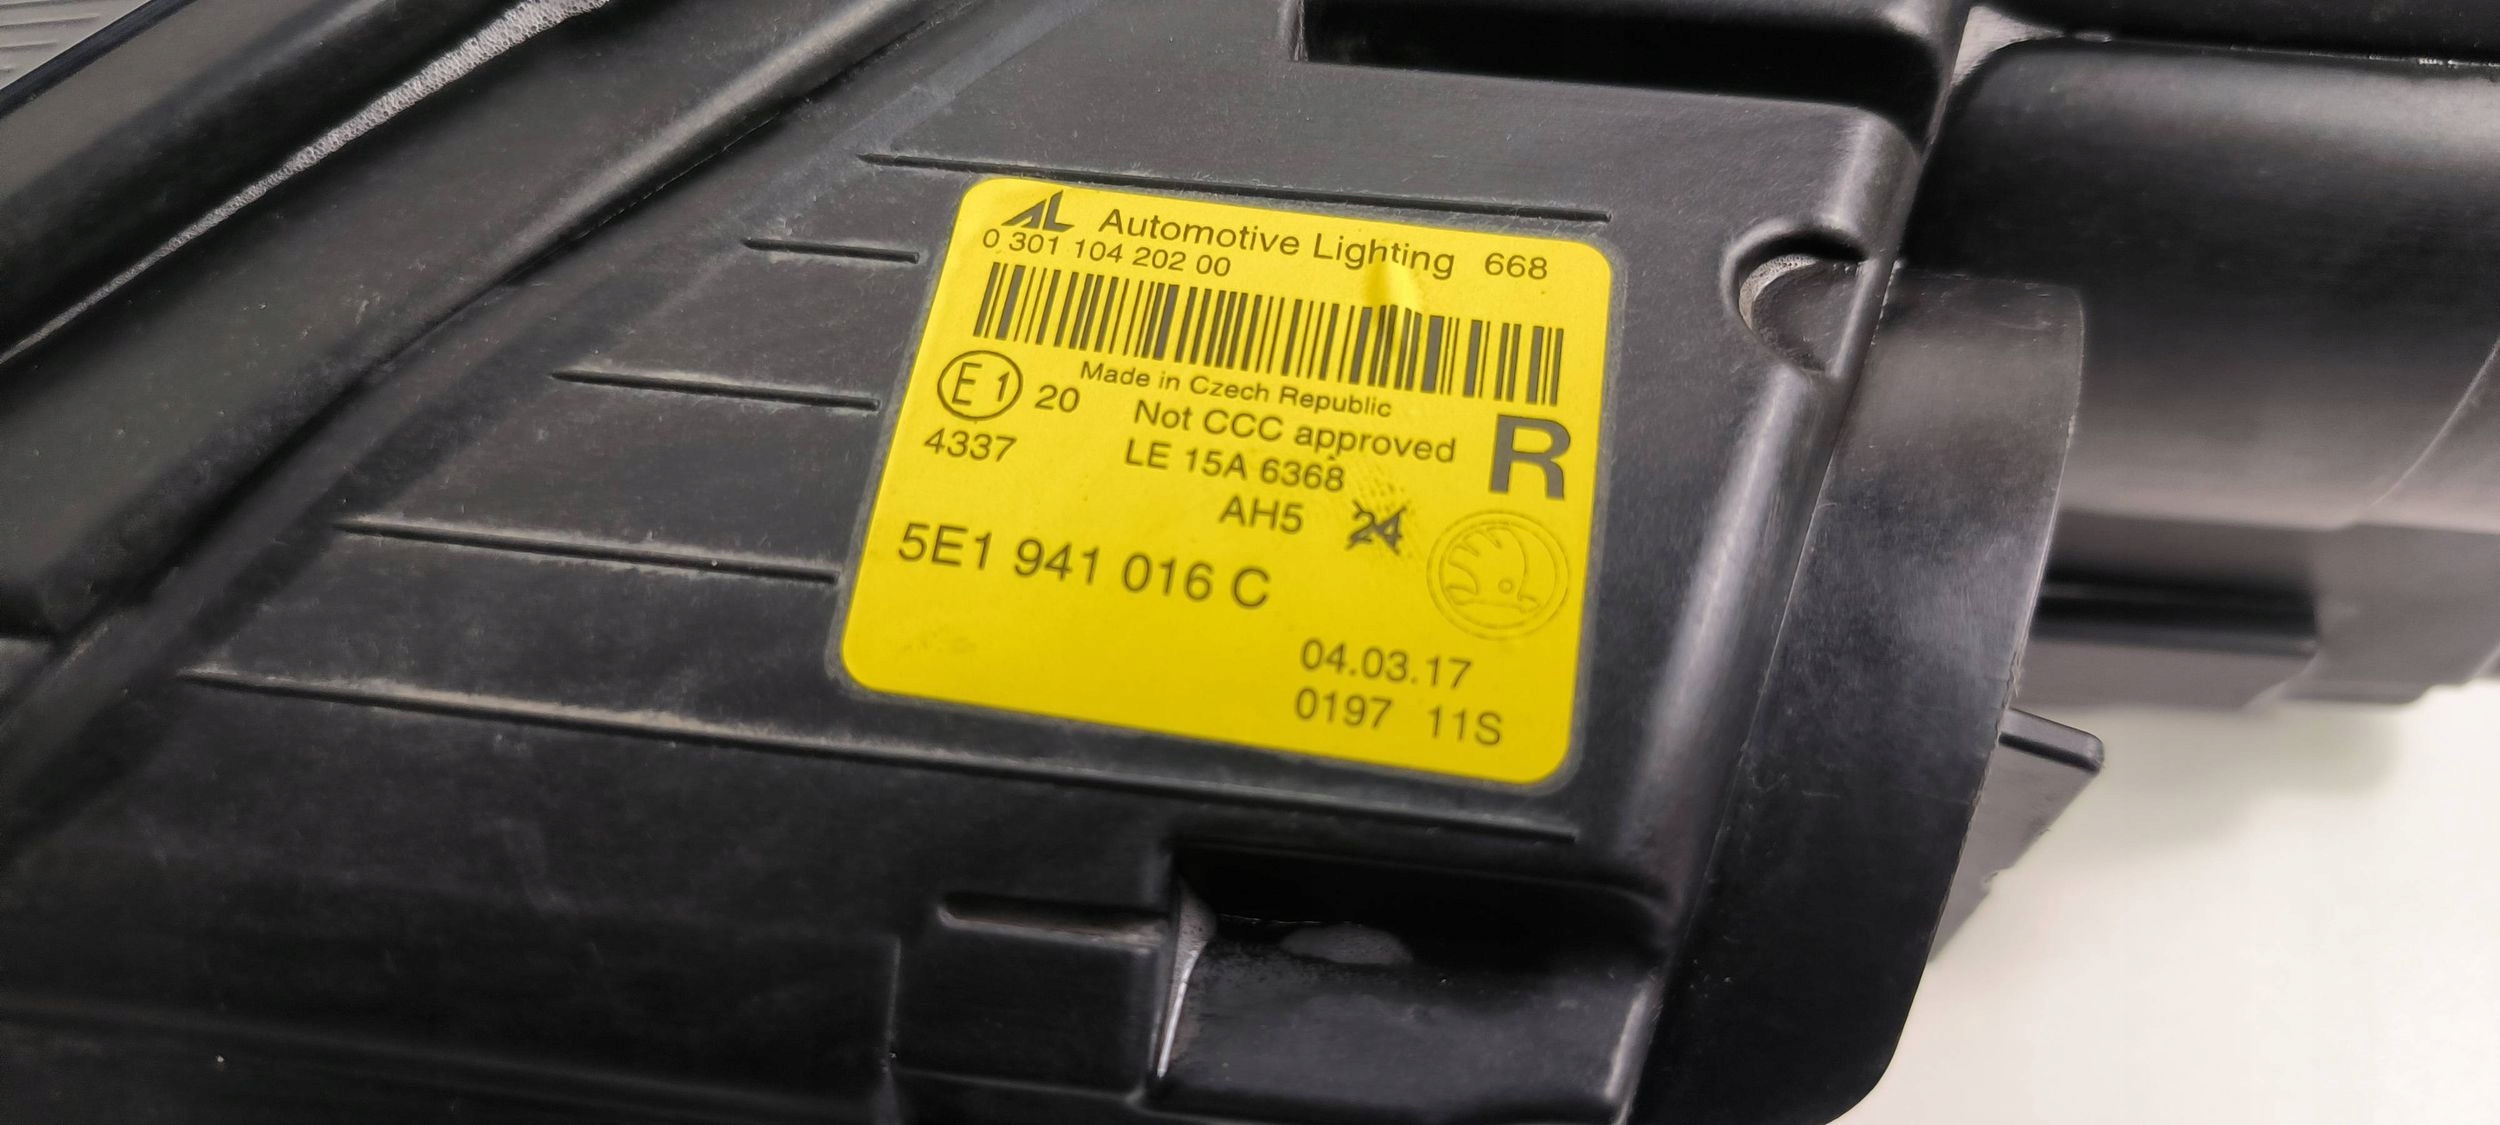 AL Automotive Lighting 668
0 301 104 202 00
Made in Czech Republic
E1 20
Not CCC approved
4337
LE 15A 6368
R
AH5 24
5E1 941 016 C
04.03.17
0197 11S